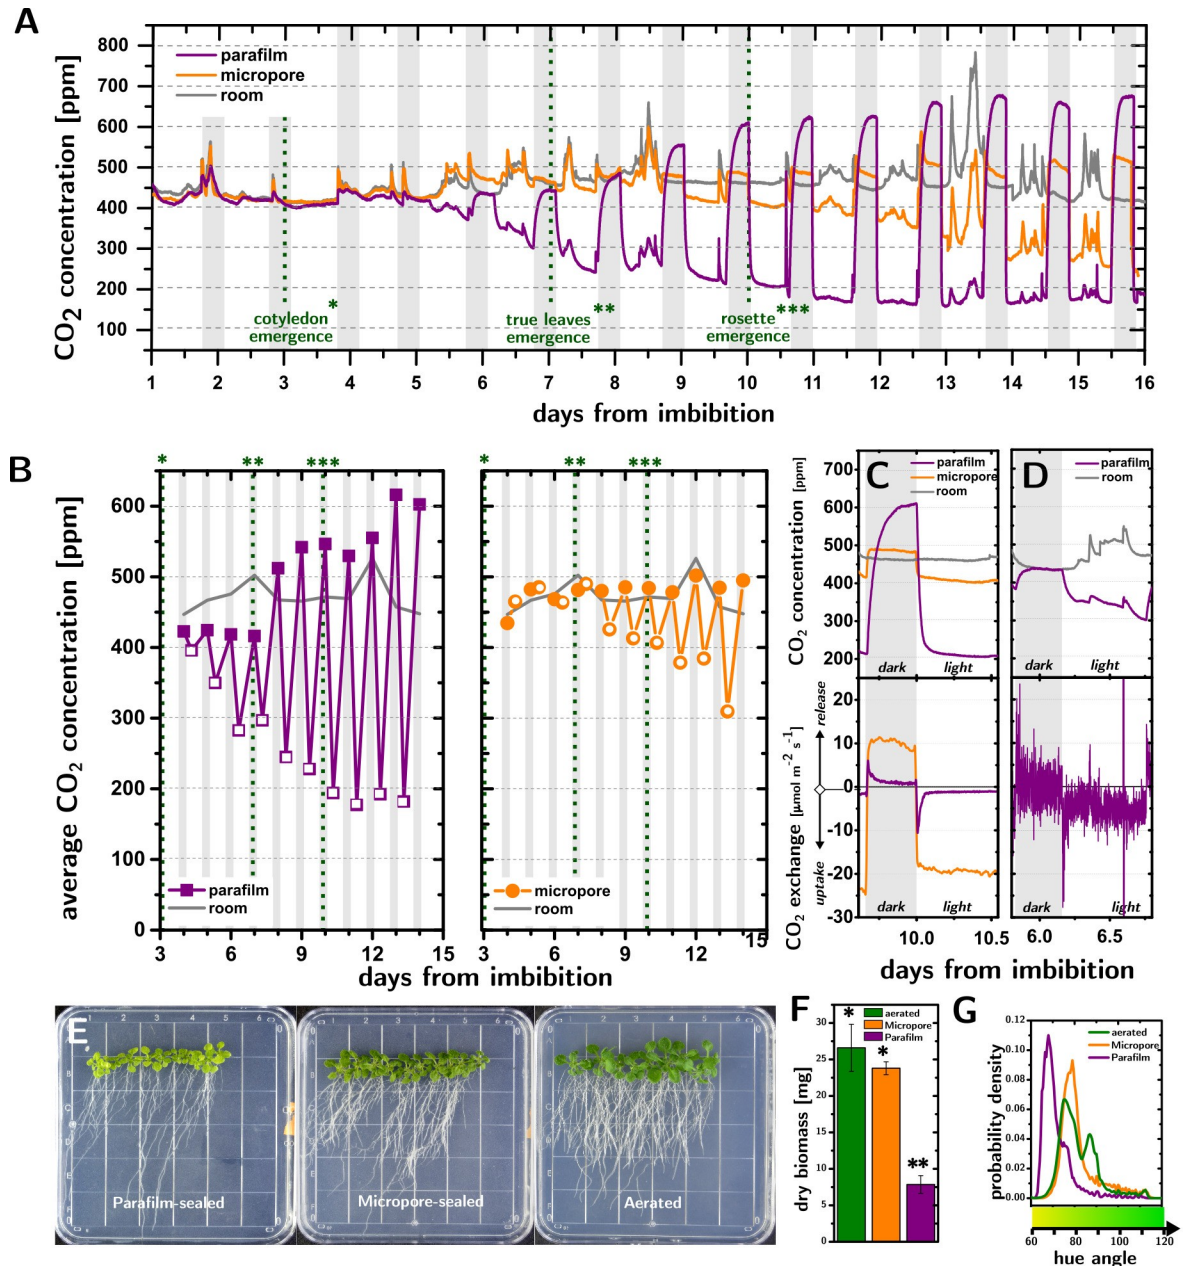 A
CO2 concentration [ppm]
800
700
600
500
400
300
200
100
parafilm
micropore
room
*
cotyledon
emergence
**
true leaves
emergence
***
rosette
emergence
1 2 3 4 5 6 7 8 9 10 11 12 13 14 15 16
days from imbibition
B
* ** ***
* ** ***
average CO2 concentration [ppm]
600
500
400
300
200
100
0
parafilm
room
micropore
room
3 6 9 12 15
3 6 9 12 15
days from imbibition
C
D
CO2 concentration [ppm]
700
600
500
400
300
200
parafilm
micropore
room
parafilm
room
dark light
dark light
CO2 exchange [μmol m-2 s-1]
uptake release
20
10
0
-10
-20
-30
dark light
dark light
10.0 10.5
6.0 6.5
days from imbibition
E
Parafilm-sealed
Micropore-sealed
Aerated
F
dry biomass [mg]
30
25
20
15
10
5
0
aerated
Micropore
Parafilm
* * **
G
probability density
0.12
0.10
0.08
0.06
0.04
0.02
0.00
aerated
Micropore
Parafilm
60 80 100 120
hue angle